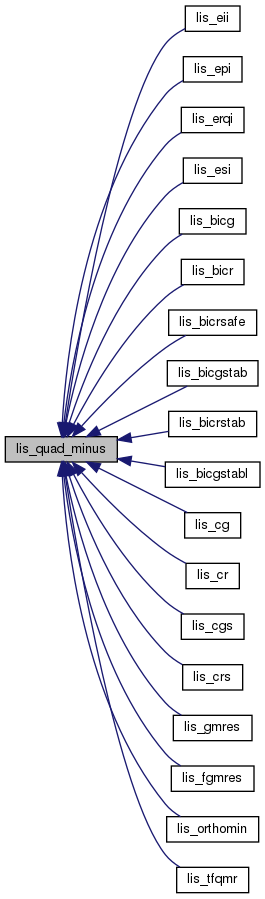 lis_eii
lis_epi
lis_erqi
lis_esi
lis_bicg
lis_bicr
lis_bicrsafe
lis_bicgstab
lis_bicrstab
lis_quad_minus
lis_bicgstabl
lis_cg
lis_cr
lis_cgs
lis_crs
lis_gmres
lis_fgmres
lis_orthomin
lis_tfqmr